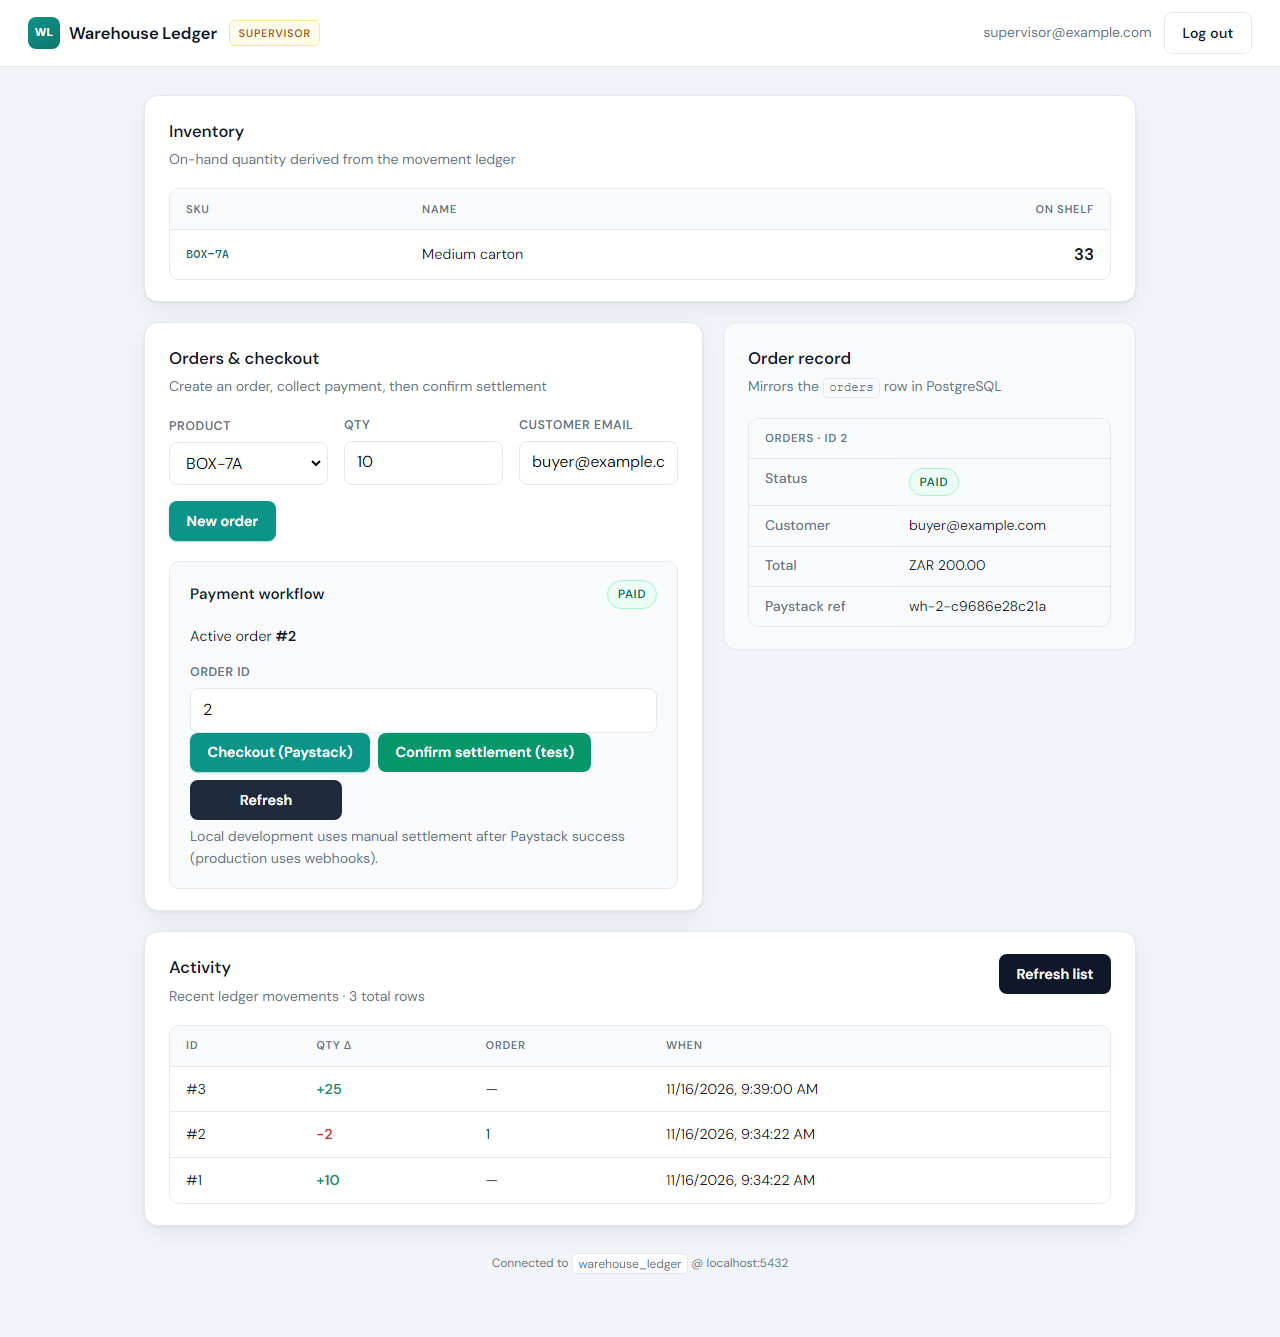 WL Warehouse Ledger SUPERVISOR supervisor@example.com Log out
Inventory
On-hand quantity derived from the movement ledger
SKU NAME ON SHELF
BOX-7A Medium carton 33
Orders & checkout
Create an order, collect payment, then confirm settlement
PRODUCT QTY CUSTOMER EMAIL
BOX-7A 10 buyer@example.c
New order
Payment workflow PAID
Active order #2
ORDER ID
2
Checkout (Paystack) Confirm settlement (test)
Refresh
Local development uses manual settlement after Paystack success
(production uses webhooks).
Order record
Mirrors the orders row in PostgreSQL
ORDERS · ID 2
Status PAID
Customer buyer@example.com
Total ZAR 200.00
Paystack ref wh-2-c9686e28c21a
Activity Refresh list
Recent ledger movements · 3 total rows
ID QTY Δ ORDER WHEN
#3 +25 — 11/16/2026, 9:39:00 AM
#2 -2 1 11/16/2026, 9:34:22 AM
#1 +10 — 11/16/2026, 9:34:22 AM
Connected to warehouse_ledger @ localhost:5432